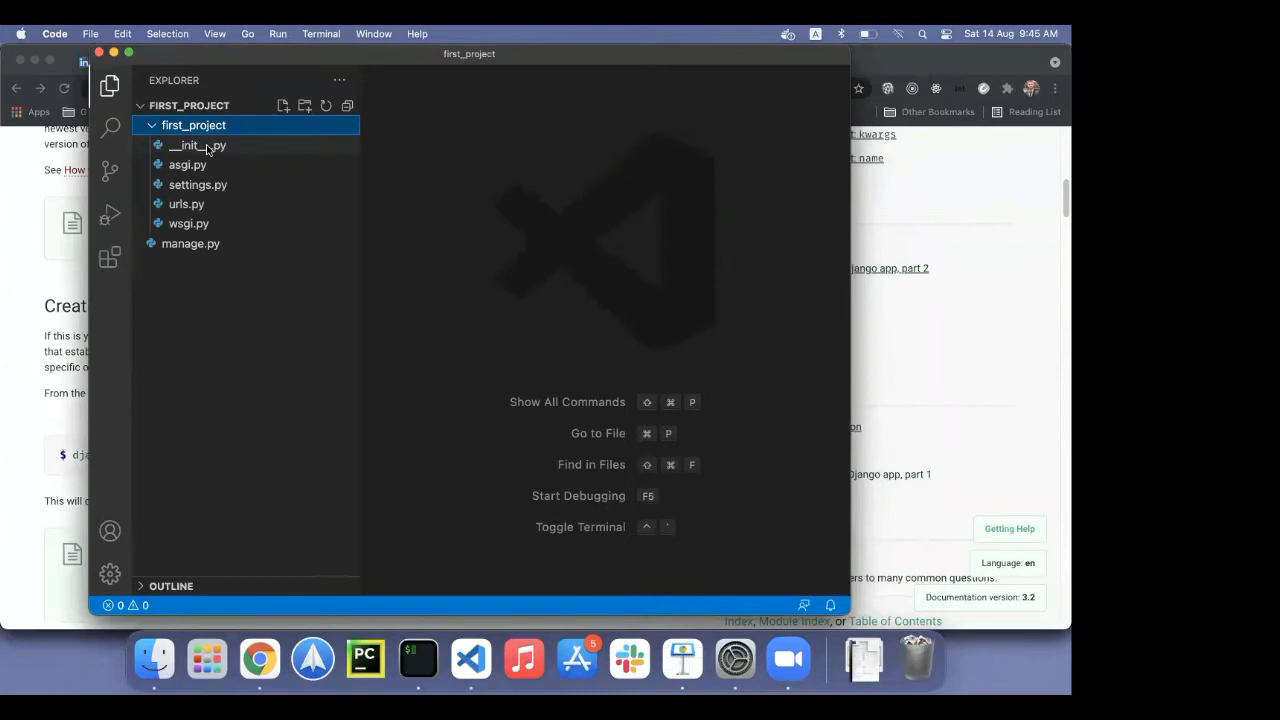 Code File Edit Selection View Go Run Terminal Window Help
A Sat 14 Aug 9:45 AM
in
first_project
Apps
Other Bookmarks Reading List
EXPLORER
FIRST_PROJECT
first_project
__init__.py
asgi.py
settings.py
urls.py
wsgi.py
manage.py
Show All Commands ⇧ ⌘ P
Go to File ⌘ P
Find in Files ⇧ ⌘ F
Start Debugging F5
Toggle Terminal ^ `
OUTLINE
0 0
version of
See How
Creat
If this is y
that estab
specific o
From the
$ dja
This will c
kwargs
name
jango app, part 2
on
Django app, part 1
Getting Help
Language: en
ers to many common questions.
Documentation version: 3.2
Index, Module Index, or Table of Contents
PC
$
5